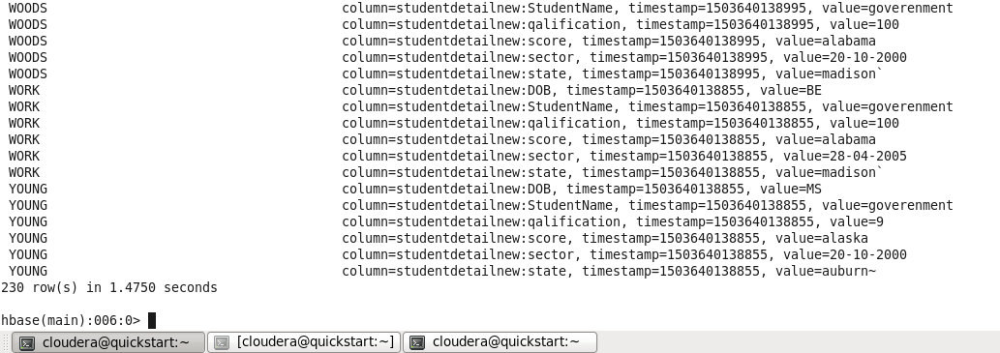 WOODS column=studentdetailnew:StudentName, timestamp=1503640138995, value=goverenment
WOODS column=studentdetailnew:qalification, timestamp=1503640138995, value=100
WOODS column=studentdetailnew:score, timestamp=1503640138995, value=alabama
WOODS column=studentdetailnew:sector, timestamp=1503640138995, value=20-10-2000
WOODS column=studentdetailnew:state, timestamp=1503640138995, value=madison`
WORK column=studentdetailnew:DOB, timestamp=1503640138855, value=BE
WORK column=studentdetailnew:StudentName, timestamp=1503640138855, value=goverenment
WORK column=studentdetailnew:qalification, timestamp=1503640138855, value=100
WORK column=studentdetailnew:score, timestamp=1503640138855, value=alabama
WORK column=studentdetailnew:sector, timestamp=1503640138855, value=28-04-2005
WORK column=studentdetailnew:state, timestamp=1503640138855, value=madison`
YOUNG column=studentdetailnew:DOB, timestamp=1503640138855, value=MS
YOUNG column=studentdetailnew:StudentName, timestamp=1503640138855, value=goverenment
YOUNG column=studentdetailnew:qalification, timestamp=1503640138855, value=9
YOUNG column=studentdetailnew:score, timestamp=1503640138855, value=alaska
YOUNG column=studentdetailnew:sector, timestamp=1503640138855, value=20-10-2000
YOUNG column=studentdetailnew:state, timestamp=1503640138855, value=auburn~
230 row(s) in 1.4750 seconds
hbase(main):006:0>
cloudera@quickstart:~ [cloudera@quickstart:~] cloudera@quickstart:~